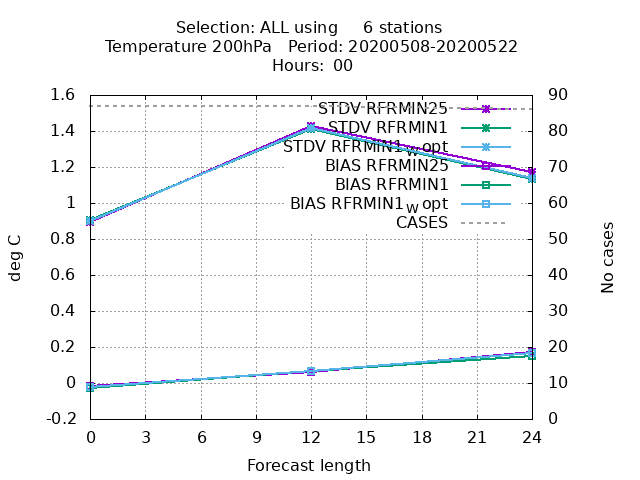 Selection: ALL using     6 stations
Temperature 200hPa   Period: 20200508-20200522
Hours:  00
1.6
1.4
1.2
1
0.8
0.6
0.4
0.2
0
-0.2
90
80
70
60
50
40
30
20
10
0
STDV RFRMIN25
STDV RFRMIN1
STDV RFRMIN1w opt
BIAS RFRMIN25
BIAS RFRMIN1
BIAS RFRMIN1w opt
CASES
deg C
No cases
0 3 6 9 12 15 18 21 24
Forecast length